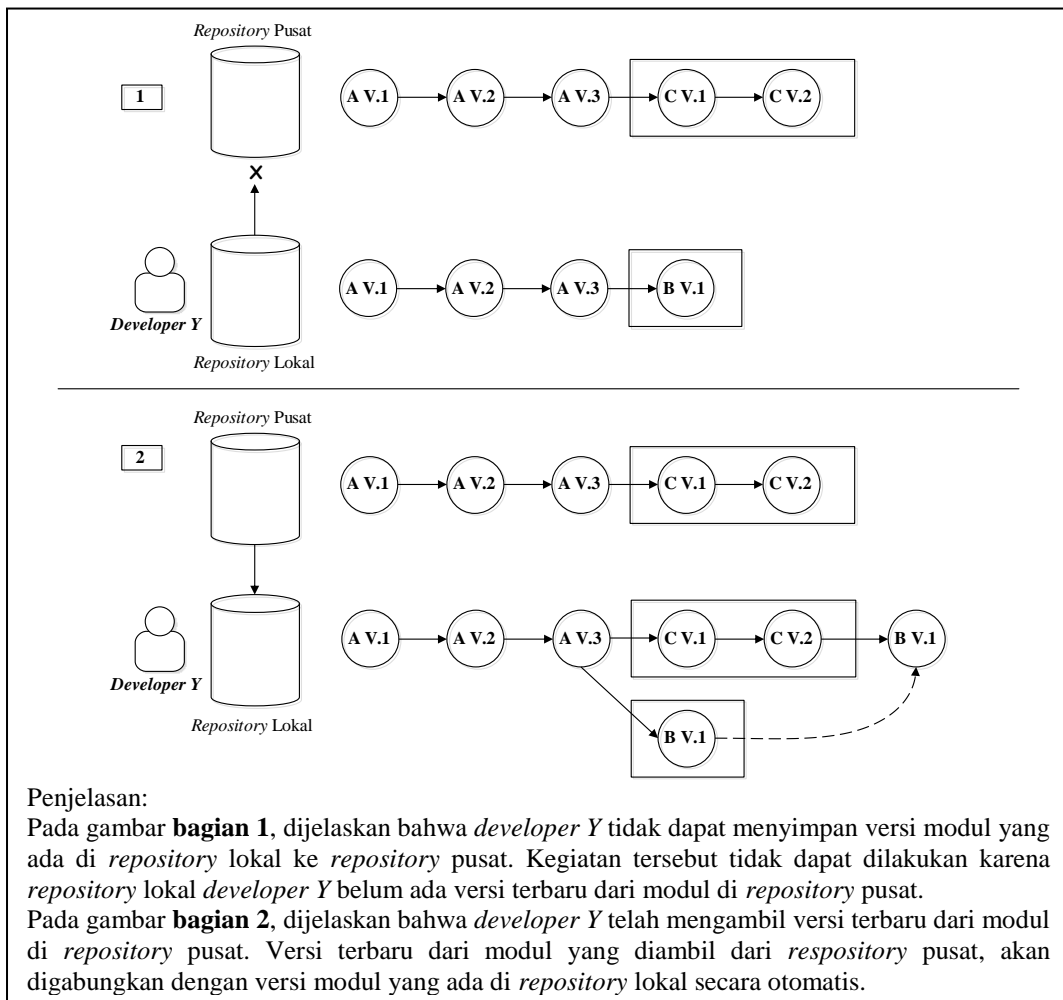 Repository Pusat
1
A V.1 A V.2 A V.3 C V.1 C V.2
X
A V.1 A V.2 A V.3 B V.1
Developer Y
Repository Lokal
Repository Pusat
2
A V.1 A V.2 A V.3 C V.1 C V.2
A V.1 A V.2 A V.3 C V.1 C V.2 B V.1
Developer Y
Repository Lokal
B V.1
Penjelasan:
Pada gambar bagian 1, dijelaskan bahwa developer Y tidak dapat menyimpan versi modul yang
ada di repository lokal ke repository pusat. Kegiatan tersebut tidak dapat dilakukan karena
repository lokal developer Y belum ada versi terbaru dari modul di repository pusat.
Pada gambar bagian 2, dijelaskan bahwa developer Y telah mengambil versi terbaru dari modul
di repository pusat. Versi terbaru dari modul yang diambil dari respository pusat, akan
digabungkan dengan versi modul yang ada di repository lokal secara otomatis.